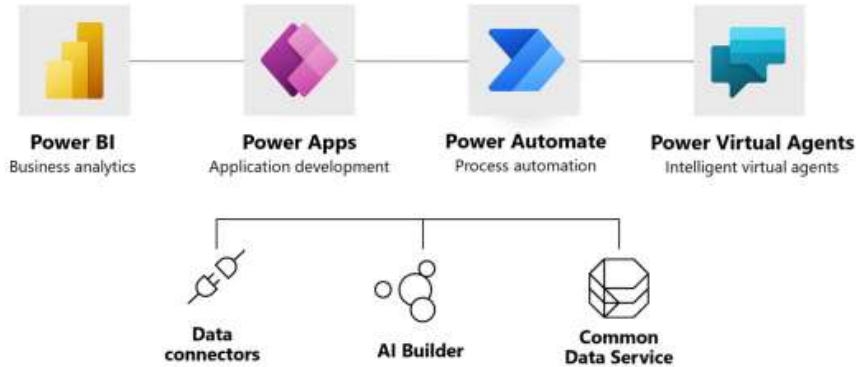 Power BI
Business analytics
Power Apps
Application development
Power Automate
Process automation
Power Virtual Agents
Intelligent virtual agents
Data
connectors
AI Builder
Common
Data Service